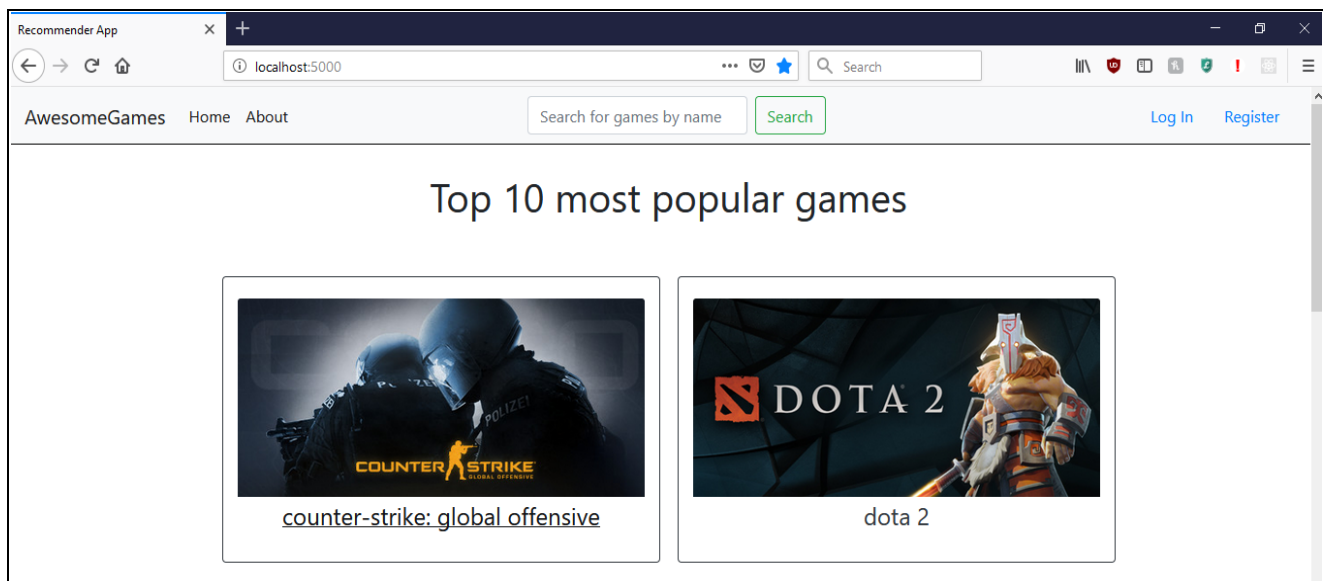 Recommender App
localhost:5000
Search
AwesomeGames Home About Search for games by name Search Log In Register
Top 10 most popular games
POLIZEI
COUNTER STRIKE
GLOBAL OFFENSIVE
DOTA 2
counter-strike: global offensive
dota 2